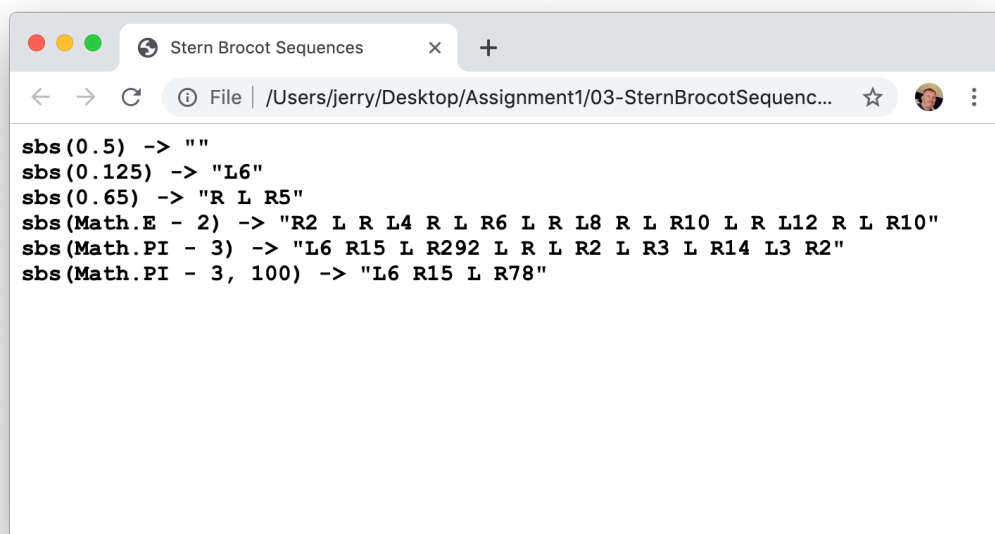 Stern Brocot Sequences
File /Users/jerry/Desktop/Assignment1/03-SternBrocotSequenc...
sbs(0.5) -> ""
sbs(0.125) -> "L6"
sbs(0.65) -> "R L R5"
sbs(Math.E - 2) -> "R2 L R L4 R L R6 L R L8 R L R10 L R L12 R L R10"
sbs(Math.PI - 3) -> "L6 R15 L R292 L R L R2 L R3 L R14 L3 R2"
sbs(Math.PI - 3, 100) -> "L6 R15 L R78"